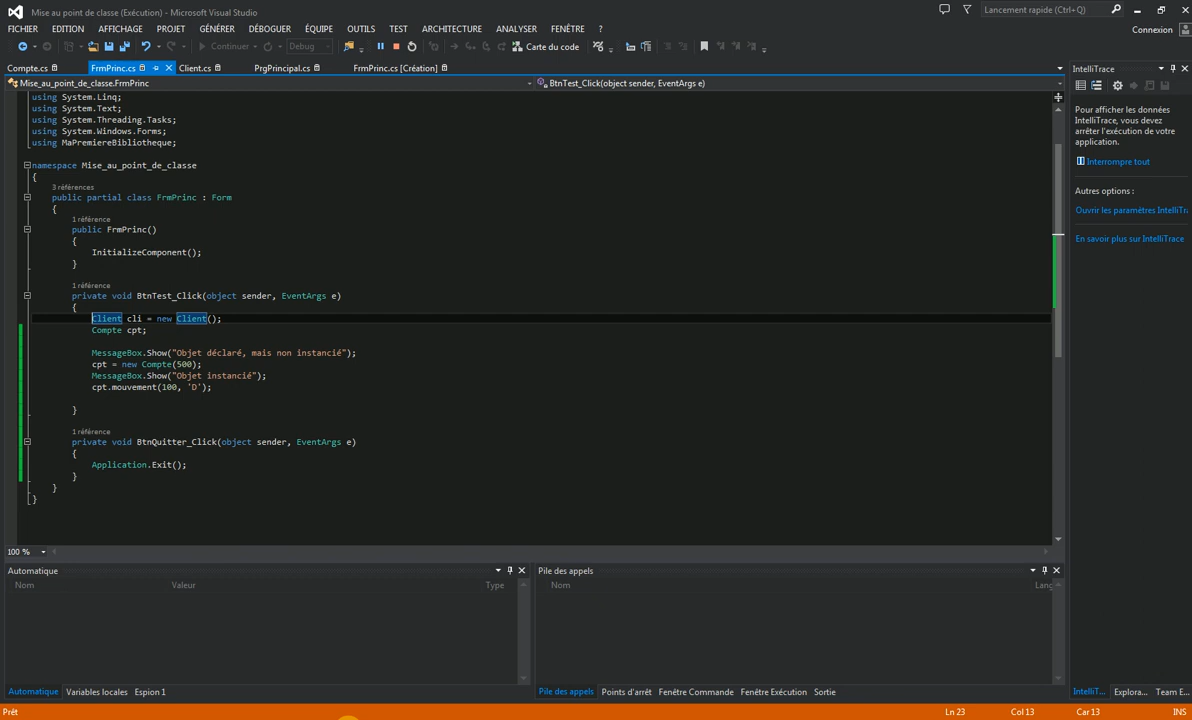 Mise au point de classe (Exécution) - Microsoft Visual Studio
Lancement rapide (Ctrl+Q)
FICHIER EDITION AFFICHAGE PROJET GÉNÉRER DÉBOGUER ÉQUIPE OUTILS TEST ARCHITECTURE ANALYSER FENÊTRE ?
Connexion
Continuer Debug Carte du code
Compte.cs FrmPrinc.cs Client.cs PrgPrincipal.cs FrmPrinc.cs [Création]
Mise_au_point_de_classe.FrmPrinc
BtnTest_Click(object sender, EventArgs e)
using System.Linq;
using System.Text;
using System.Threading.Tasks;
using System.Windows.Forms;
using MaPremiereBibliotheque;
namespace Mise_au_point_de_classe
{
3 références
public partial class FrmPrinc : Form
{
1 référence
public FrmPrinc()
{
InitializeComponent();
}
1 référence
private void BtnTest_Click(object sender, EventArgs e)
{
Client cli = new Client();
Compte cpt;
MessageBox.Show("Objet déclaré, mais non instancié");
cpt = new Compte(500);
MessageBox.Show("Objet instancié");
cpt.mouvement(100, 'D');
}
1 référence
private void BtnQuitter_Click(object sender, EventArgs e)
{
Application.Exit();
}
}
}
100 %
IntelliTrace
Pour afficher les données
IntelliTrace, vous devez
arrêter l'exécution de votre
application.
Interrompre tout
Autres options :
Ouvrir les paramètres IntelliTra
En savoir plus sur IntelliTrace
Automatique
Nom Valeur Type
Automatique Variables locales Espion 1
Pile des appels
Nom Lang
Pile des appels Points d'arrêt Fenêtre Commande Fenêtre Exécution Sortie
IntelliT... Explora... Team E...
Prêt Ln 23 Col 13 Car 13 INS